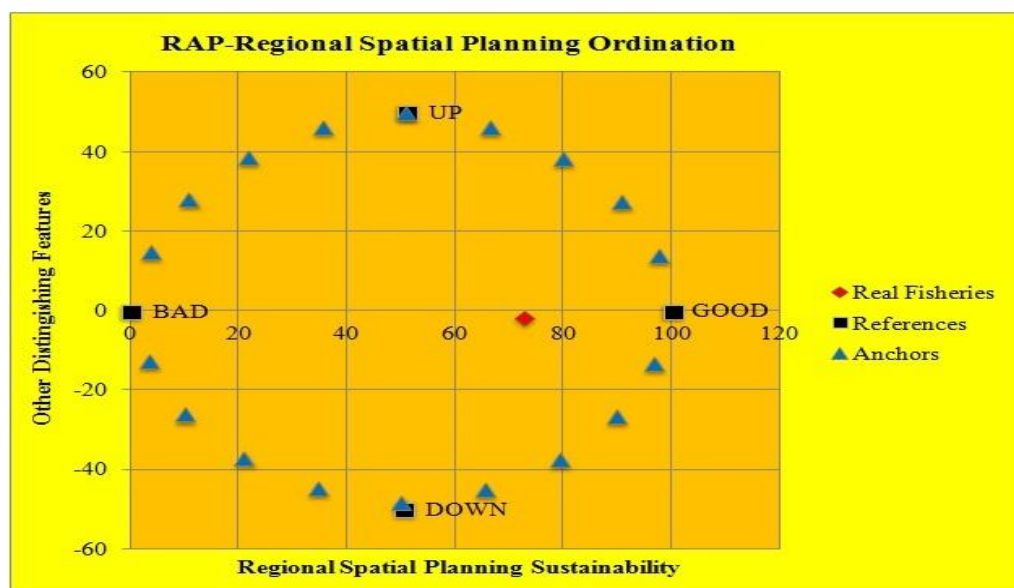 RAP-Regional Spatial Planning Ordination
60
UP
40
20
Other Distinguishing Features
0
BAD
GOOD
0 20 40 60 80 100 120
-20
-40
DOWN
-60
Regional Spatial Planning Sustainability
Real Fisheries
References
Anchors